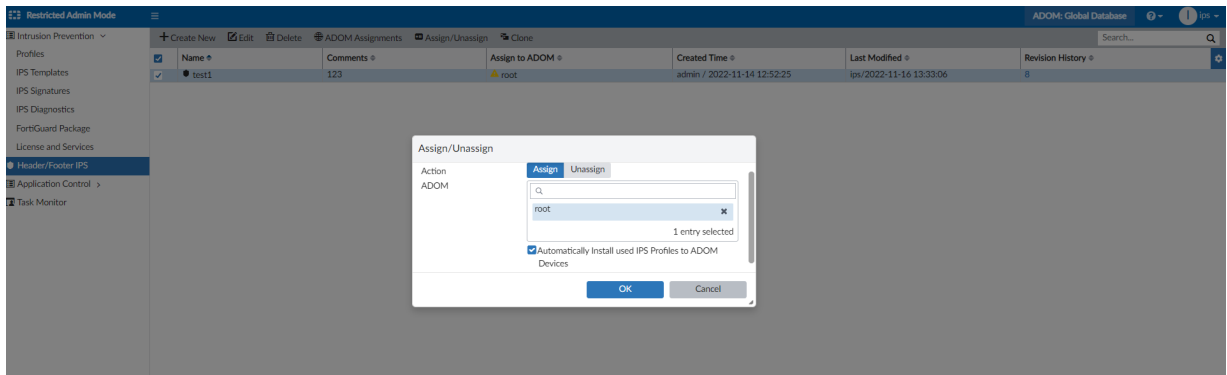 Restricted Admin Mode
ADOM: Global Database
ips
Intrusion Prevention
Profiles
IPS Templates
IPS Signatures
IPS Diagnostics
FortiGuard Package
License and Services
Header/Footer IPS
Application Control
Task Monitor
Create New Edit Delete ADOM Assignments Assign/Unassign Clone Search...
Name Comments Assign to ADOM Created Time Last Modified Revision History
test1 123 root admin / 2022-11-14 12:52:25 ips/2022-11-16 13:33:06 8
Assign/Unassign
Action Assign Unassign
ADOM
root
1 entry selected
Automatically Install used IPS Profiles to ADOM
Devices
OK Cancel